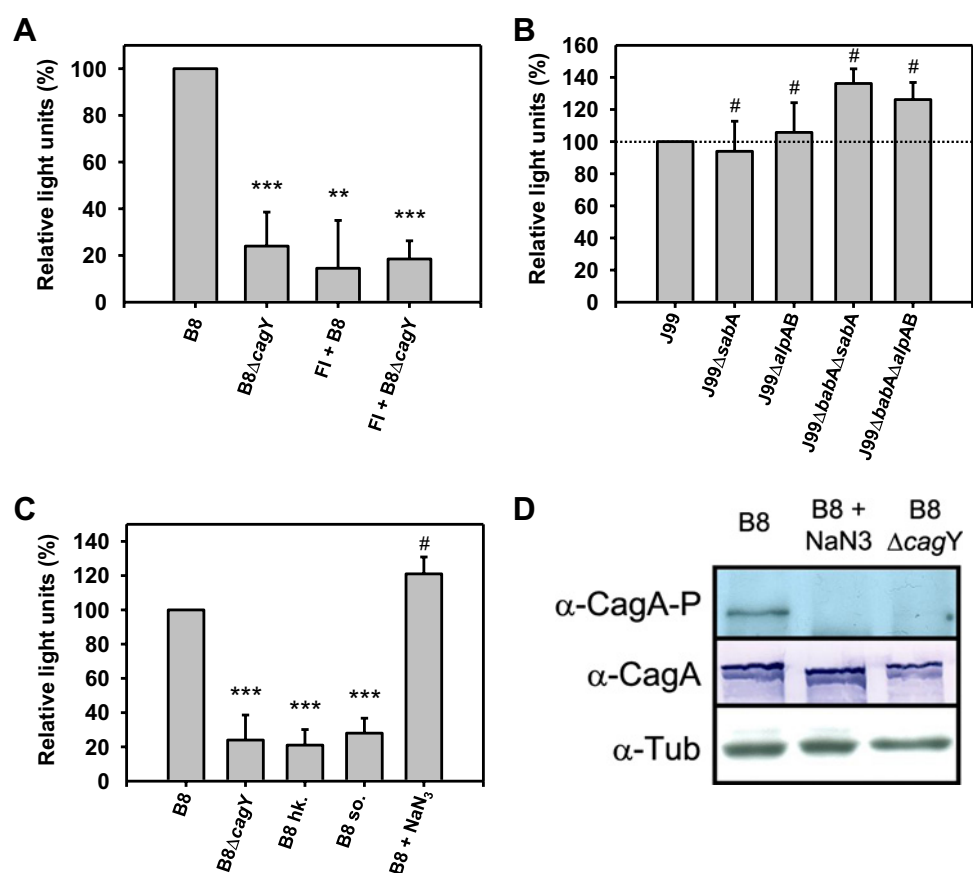 A
Relative light units (%)
100
80
60
40
20
0
***
**
***
B8
B8ΔcagY
FI + B8
FI + B8ΔcagY
B
Relative light units (%)
160
140
120
100
80
60
40
20
0
#
#
#
#
J99
J99ΔsabA
J99ΔalpAB
J99ΔbabAΔsabA
J99ΔbabAΔalpAB
C
Relative light units (%)
140
120
100
80
60
40
20
0
***
***
***
#
B8
B8ΔcagY
B8 hk.
B8 so.
B8 + NaN₃
D
B8
B8 +
NaN3
B8
ΔcagY
α-CagA-P
α-CagA
α-Tub